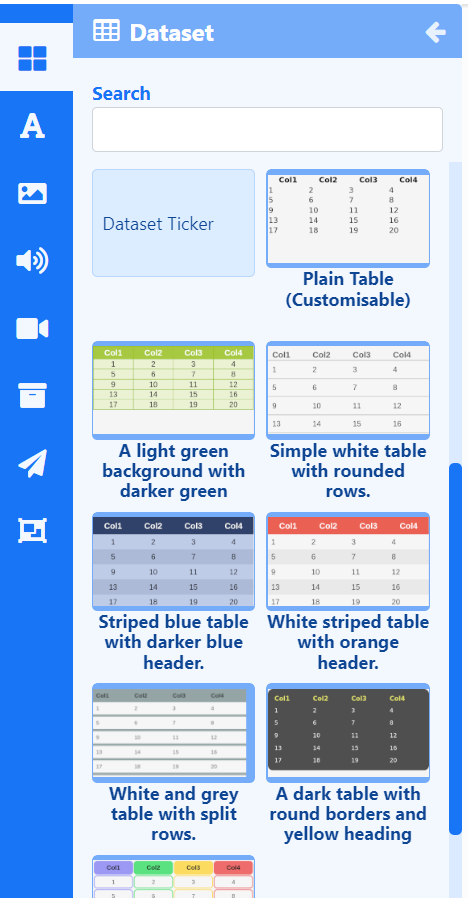 Dataset
Search
Dataset Ticker
Col1 Col2 Col3 Col4
1 2 3 4
5 6 7 8
9 10 11 12
13 14 15 16
17 18 19 20
Plain Table
(Customisable)
Col1 Col2 Col3 Col4
1 2 3 4
5 6 7 8
9 10 11 12
13 14 15 16
17 18 19 20
A light green
background with
darker green
Col1 Col2 Col3 Col4
1 2 3 4
5 6 7 8
9 10 11 12
13 14 15 16
Simple white table
with rounded
rows.
Col1 Col2 Col3 Col4
1 2 3 4
5 6 7 8
9 10 11 12
13 14 15 16
17 18 19 20
Striped blue table
with darker blue
header.
Col1 Col2 Col3 Col4
1 2 3 4
5 6 7 8
9 10 11 12
13 14 15 16
17 18 19 20
White striped table
with orange
header.
Col1 Col2 Col3 Col4
1 2 3 4
5 6 7 8
9 10 11 12
13 14 15 16
17 18 19 20
White and grey
table with split
rows.
Col1 Col2 Col3 Col4
1 2 3 4
5 6 7 8
9 10 11 12
13 14 15 16
17 18 19 20
A dark table with
round borders and
yellow heading
Col1 Col2 Col3 Col4
1 2 3 4
5 6 7 8